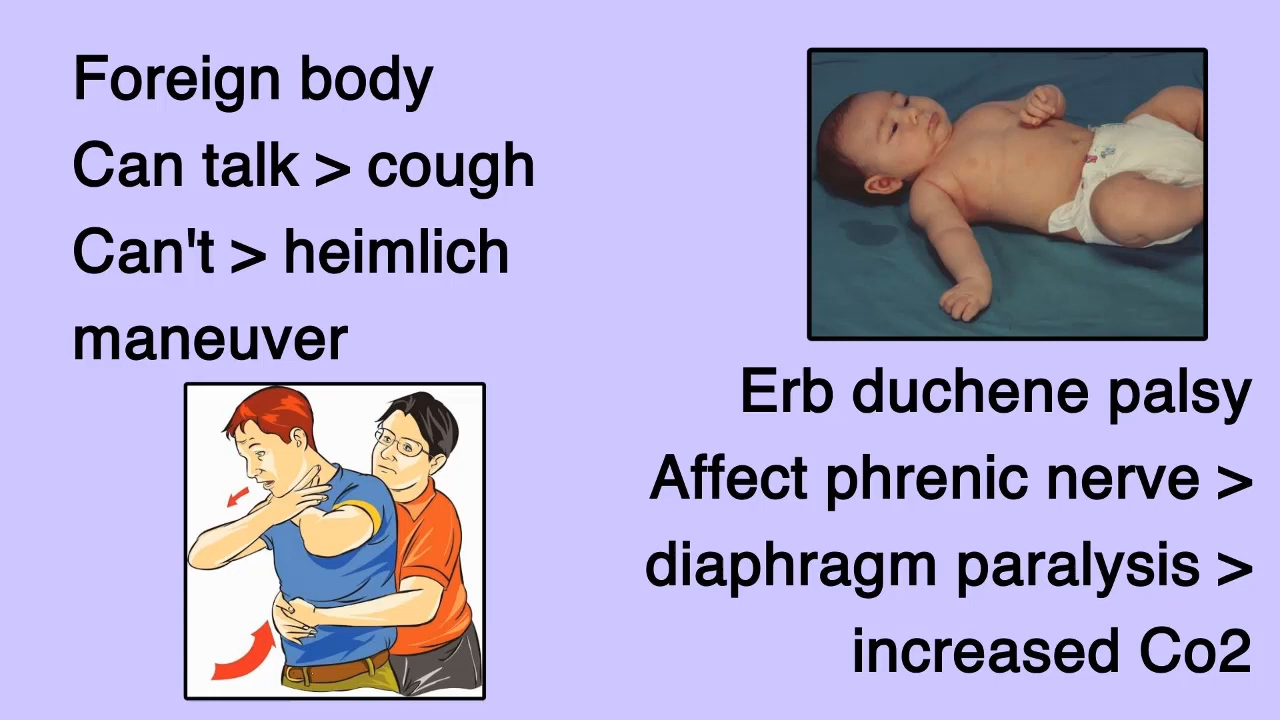 Foreign body
Can talk > cough
Can't > heimlich
maneuver
Erb duchene palsy
Affect phrenic nerve >
diaphragm paralysis >
increased Co2